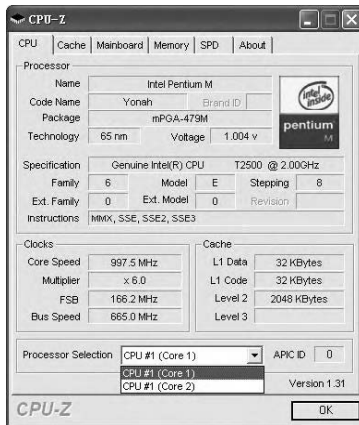 CPU-Z
CPU Cache Mainboard Memory SPD About
Processor
Name Intel Pentium M
Code Name Yonah Brand ID
Package mPGA-479M
Technology 65 nm Voltage 1.004 v
intel inside
pentium M
Specification Genuine Intel(R) CPU T2500 @ 2.00GHz
Family 6 Model E Stepping 8
Ext. Family 0 Ext. Model 0 Revision
Instructions MMX, SSE, SSE2, SSE3
Clocks Cache
Core Speed 997.5 MHz L1 Data 32 KBytes
Multiplier x 6.0 L1 Code 32 KBytes
FSB 166.2 MHz Level 2 2048 KBytes
Bus Speed 665.0 MHz Level 3
Processor Selection CPU #1 (Core 1) APIC ID 0
CPU #1 (Core 1)
CPU #1 (Core 2) Version 1.31
CPU-Z OK